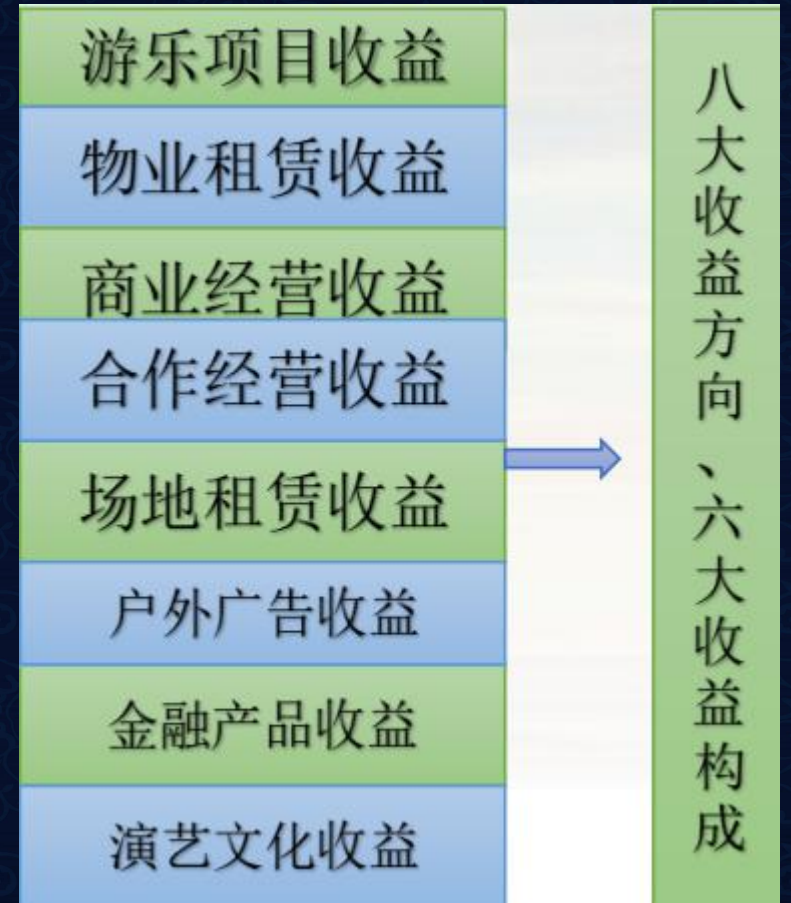 游乐项目收益
物业租赁收益
商业经营收益
合作经营收益
场地租赁收益
户外广告收益
金融产品收益
演艺文化收益
八大收益方向、六大收益构成